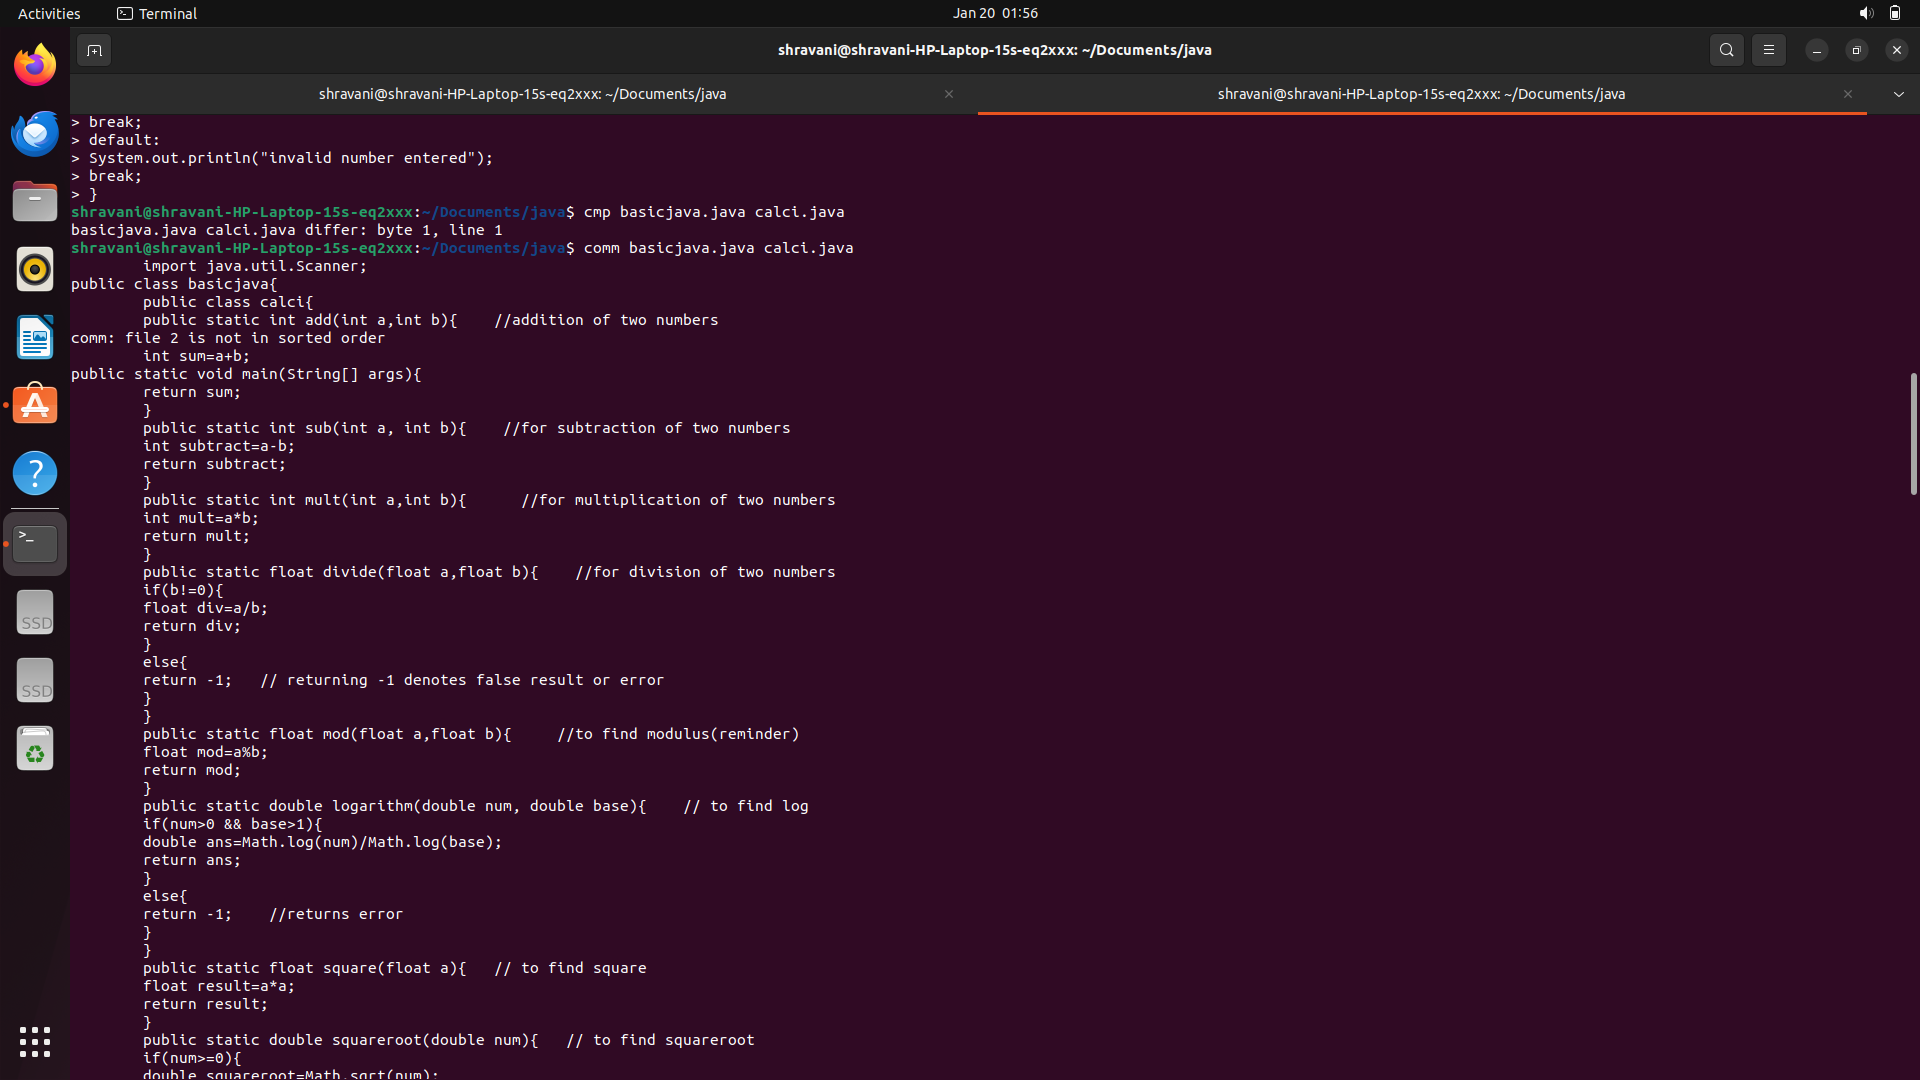 Activities
Terminal
Jan 20 01:56
shravani@shravani-HP-Laptop-15s-eq2xxx: ~/Documents/java
shravani@shravani-HP-Laptop-15s-eq2xxx: ~/Documents/java
shravani@shravani-HP-Laptop-15s-eq2xxx: ~/Documents/java
> break;
> default:
> System.out.println("invalid number entered");
> break;
> }
shravani@shravani-HP-Laptop-15s-eq2xxx:~/Documents/java$ cmp basicjava.java calci.java
basicjava.java calci.java differ: byte 1, line 1
shravani@shravani-HP-Laptop-15s-eq2xxx:~/Documents/java$ comm basicjava.java calci.java
import java.util.Scanner;
public class basicjava{
public class calci{
public static int add(int a,int b){    //addition of two numbers
comm: file 2 is not in sorted order
int sum=a+b;
public static void main(String[] args){
return sum;
}
public static int sub(int a, int b){    //for subtraction of two numbers
int subtract=a-b;
return subtract;
}
public static int mult(int a,int b){      //for multiplication of two numbers
int mult=a*b;
return mult;
}
public static float divide(float a,float b){    //for division of two numbers
if(b!=0){
float div=a/b;
return div;
}
else{
return -1;   // returning -1 denotes false result or error
}
}
public static float mod(float a,float b){     //to find modulus(reminder)
float mod=a%b;
return mod;
}
public static double logarithm(double num, double base){    // to find log
if(num>0 && base>1){
double ans=Math.log(num)/Math.log(base);
return ans;
}
else{
return -1;    //returns error
}
}
public static float square(float a){   // to find square
float result=a*a;
return result;
}
public static double squareroot(double num){   // to find squareroot
if(num>=0){
double squareroot=Math.sqrt(num);
SSD
SSD